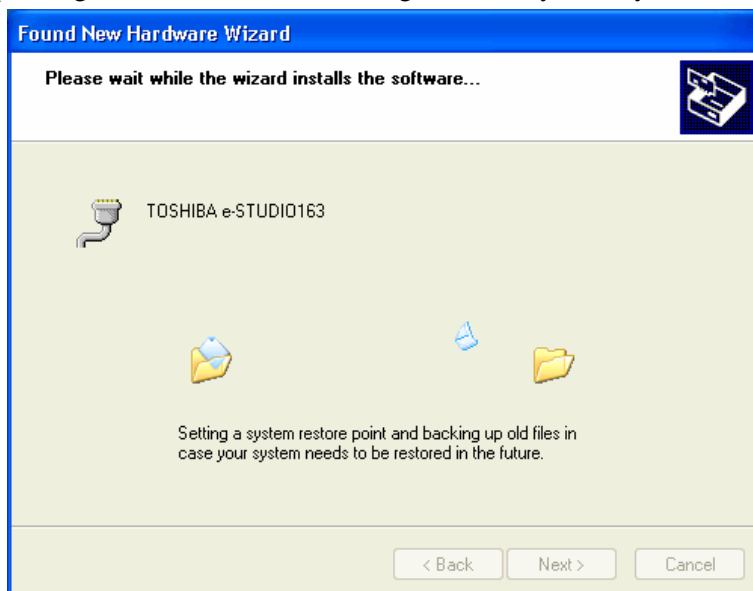 Found New Hardware Wizard
Please wait while the wizard installs the software...
TOSHIBA e-STUDIO163
Setting a system restore point and backing up old files in
case your system needs to be restored in the future.
< Back
Next >
Cancel